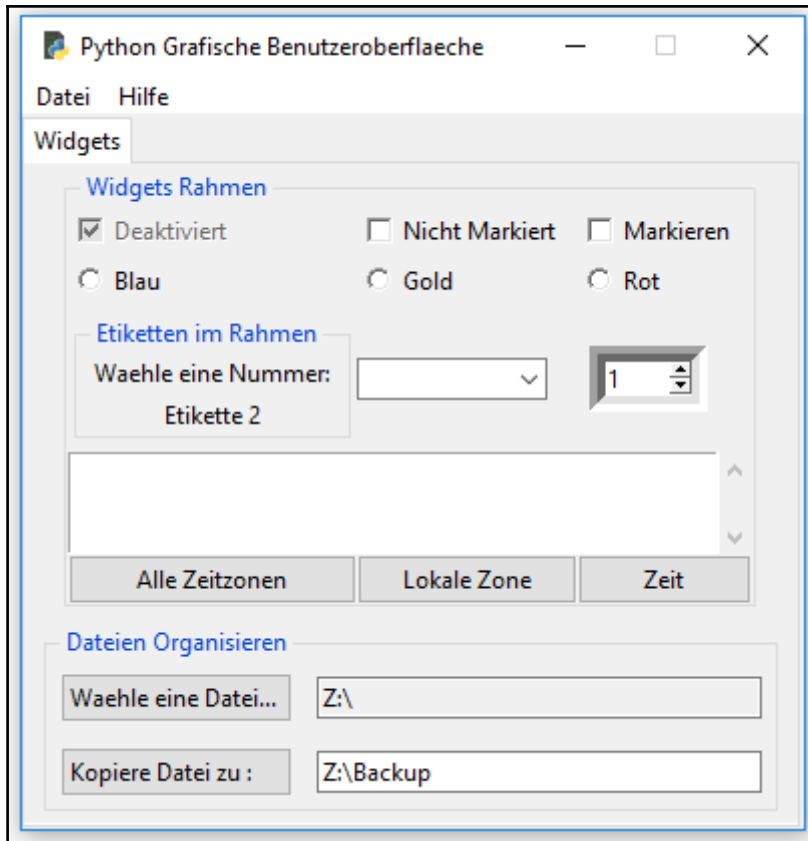 Python Grafische Benutzeroberflaeche
Datei Hilfe
Widgets
Widgets Rahmen
Deaktiviert Nicht Markiert Markieren
Blau Gold Rot
Etiketten im Rahmen
Waehle eine Nummer: 1
Etikette 2
Alle Zeitzonen Lokale Zone Zeit
Dateien Organisieren
Waehle eine Datei... Z:\
Kopiere Datei zu : Z:\Backup